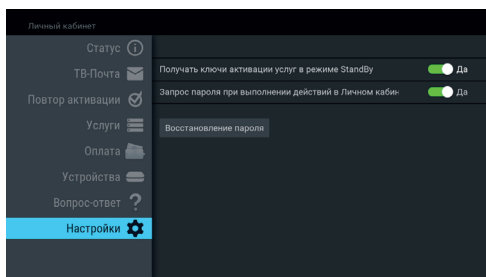 Личный кабинет
Статус
ТВ-Почта
Повтор активации
Услуги
Оплата
Устройства
Вопрос-ответ
Настройки
Получать ключи активации услуг в режиме StandBy
Да
Запрос пароля при выполнении действий в Личном кабин
Да
Восстановление пароля